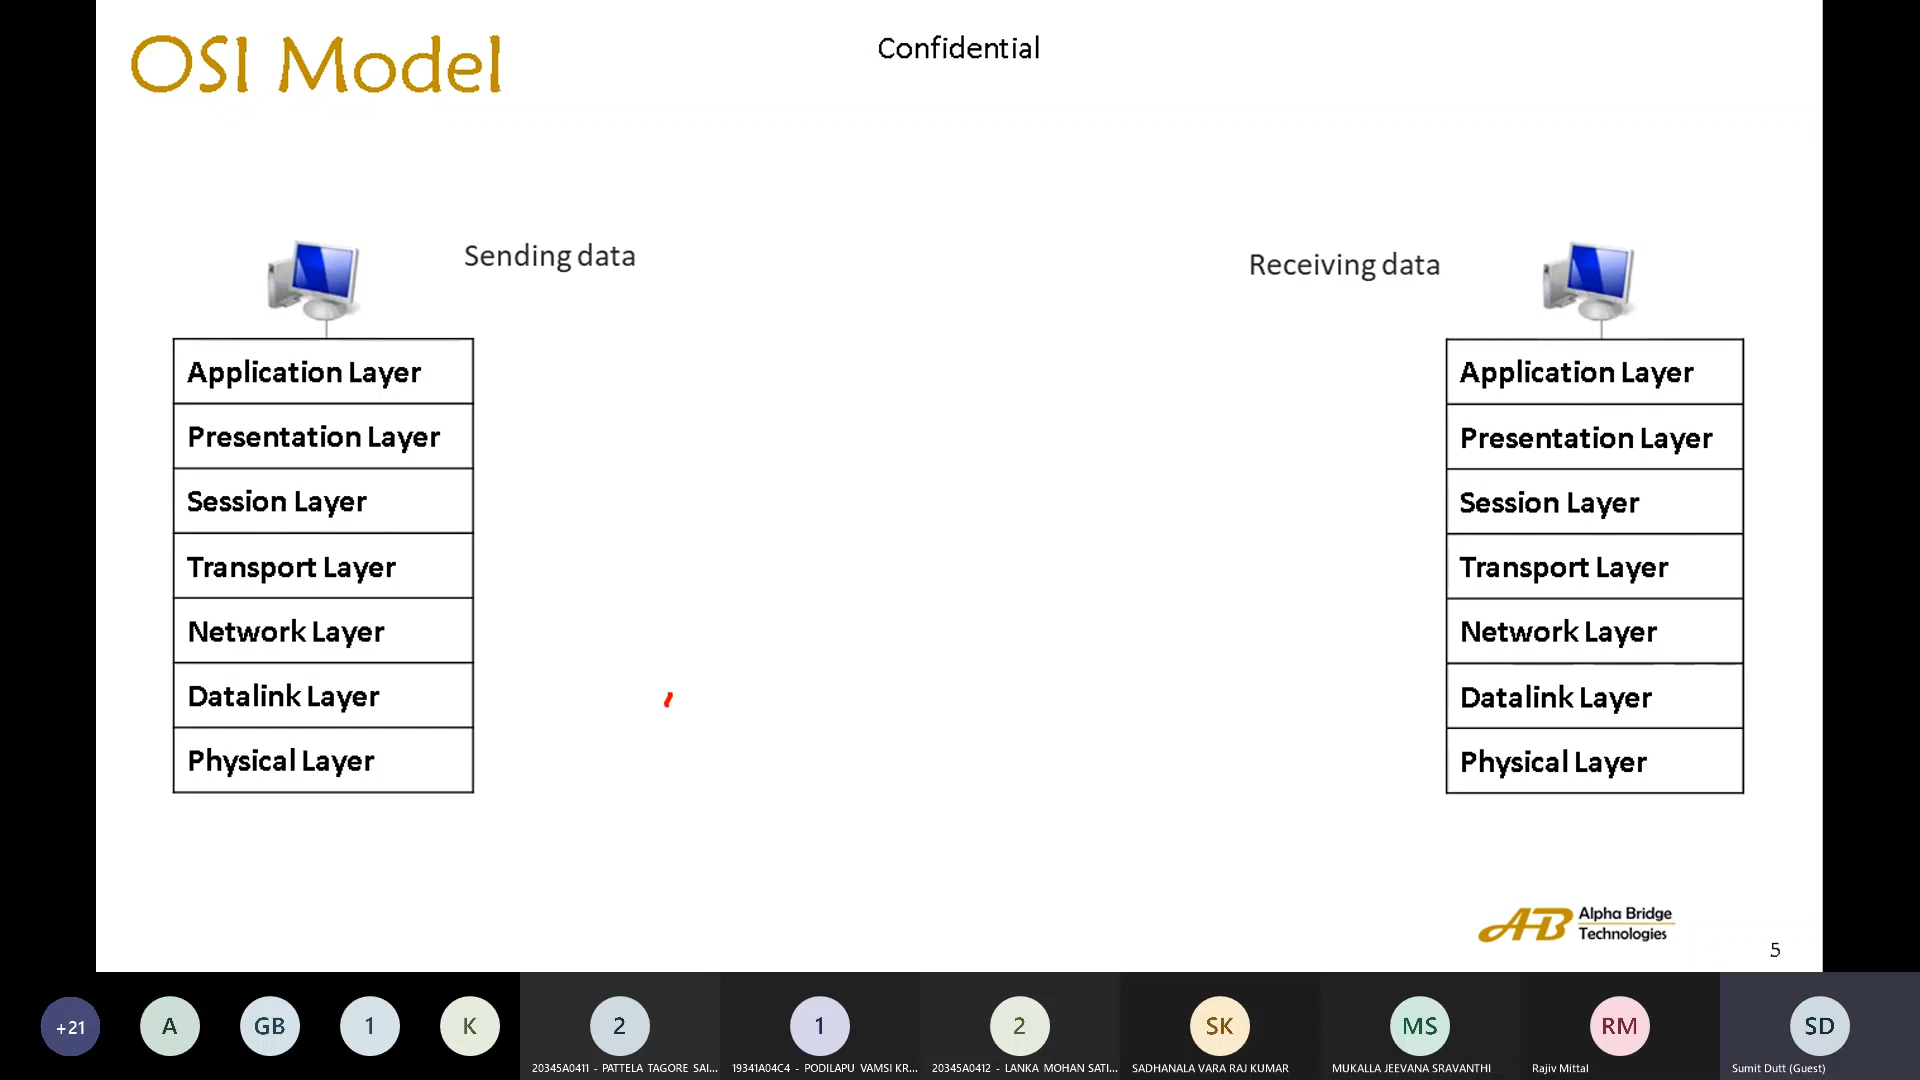 OSI Model
Confidential
Sending data
Receiving data
Application Layer
Presentation Layer
Session Layer
Transport Layer
Network Layer
Datalink Layer
Physical Layer
Application Layer
Presentation Layer
Session Layer
Transport Layer
Network Layer
Datalink Layer
Physical Layer
AB
Alpha Bridge
Technologies
5
+21
A
GB
1
K
2
1
2
SK
MS
RM
SD
20345A0411 - PATTELA TAGORE SAI...
19341A04C4 - PODILAPU VAMSI KR...
20345A0412 - LANKA MOHAN SATI...
SADHANALA VARA RAJ KUMAR
MUKALLA JEEVANA SRAVANTHI
Rajiv Mittal
Sumit Dutt (Guest)